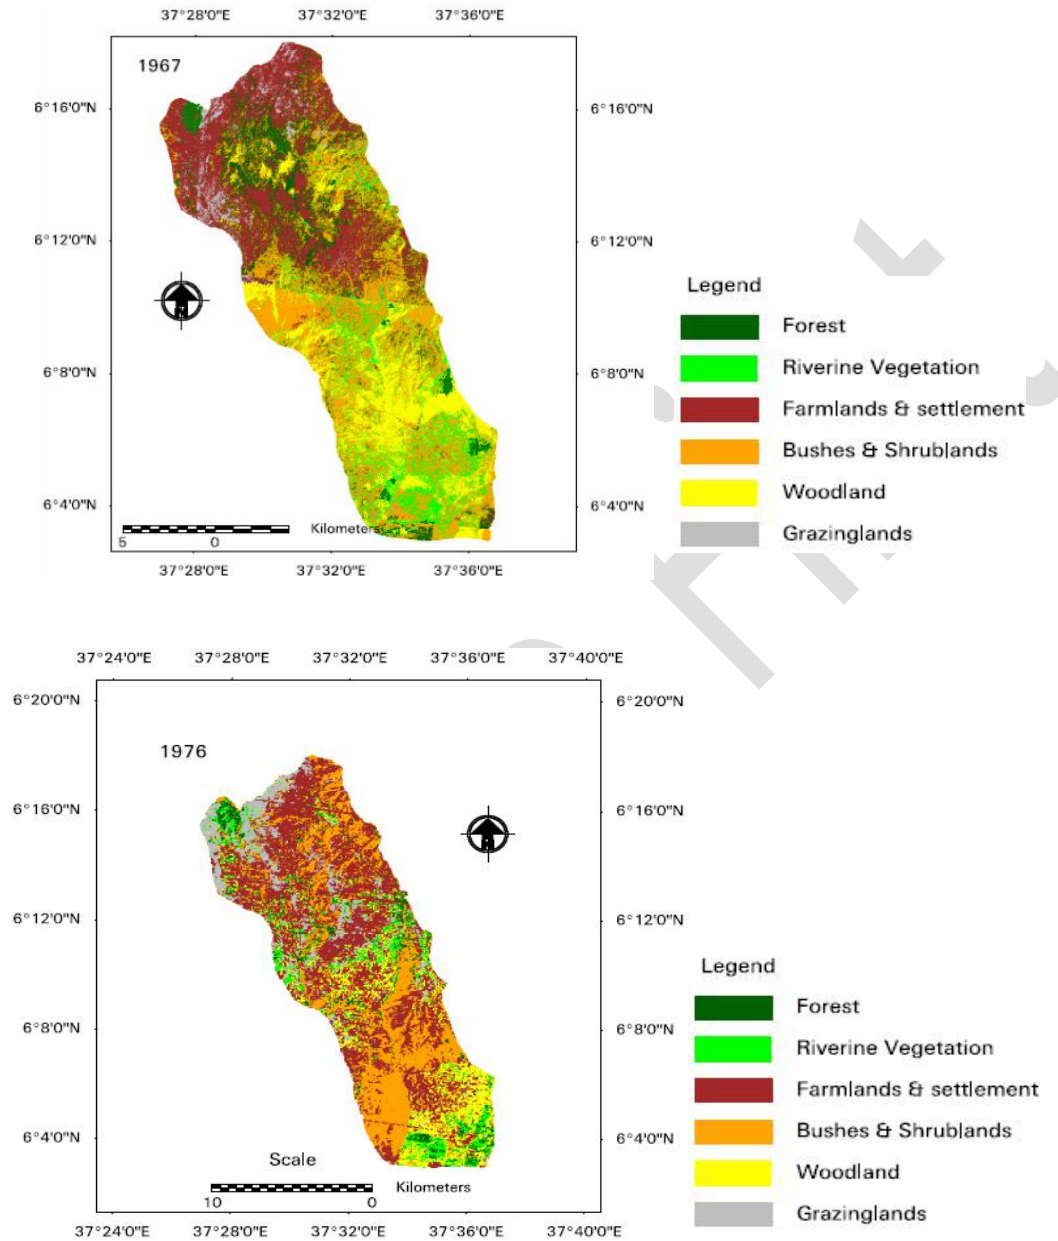 37°28'0"E 37°32'0"E 37°36'0"E
1967
6°16'0"N 6°16'0"N
6°12'0"N 6°12'0"N
N
Legend
Forest
6°8'0"N 6°8'0"N
Riverine Vegetation
Farmlands & settlement
Bushes & Shrublands
Woodland
6°4'0"N 6°4'0"N
Kilometers
Grazinglands
5 0
37°28'0"E 37°32'0"E 37°36'0"E
37°24'0"E 37°28'0"E 37°32'0"E 37°36'0"E 37°40'0"E
6°20'0"N 6°20'0"N
1976
6°16'0"N 6°16'0"N
N
6°12'0"N 6°12'0"N
Legend
Forest
6°8'0"N 6°8'0"N
Riverine Vegetation
Farmlands & settlement
Bushes & Shrublands
6°4'0"N 6°4'0"N
Scale
Woodland
Kilometers
10 0
Grazinglands
37°24'0"E 37°28'0"E 37°32'0"E 37°36'0"E 37°40'0"E